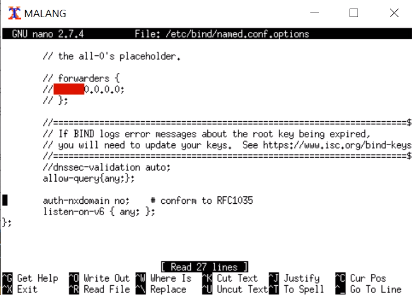 MALANG
GNU nano 2.7.4 File: /etc/bind/named.conf.options
// the all-0's placeholder.
// forwarders {
// 0.0.0.0;
// };
//========================================================================$
// If BIND logs error messages about the root key being expired,
// you will need to update your keys. See https://www.isc.org/bind-keys
//========================================================================$
//dnssec-validation auto;
allow-query{any;};
auth-nxdomain no; # conform to RFC1035
listen-on-v6 { any; };
};
[ Read 27 lines ]
^G Get Help ^O Write Out ^W Where Is ^K Cut Text ^J Justify ^C Cur Pos
^X Exit ^R Read File ^\ Replace ^U Uncut Text ^T To Spell ^_ Go To Line